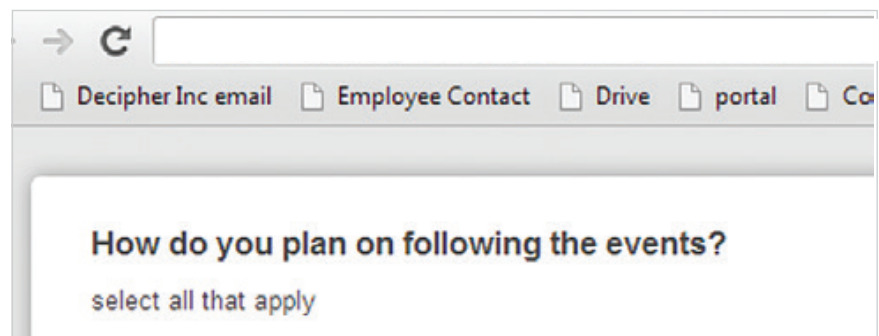 Decipher Inc email Employee Contact Drive portal
How do you plan on following the events?
select all that apply